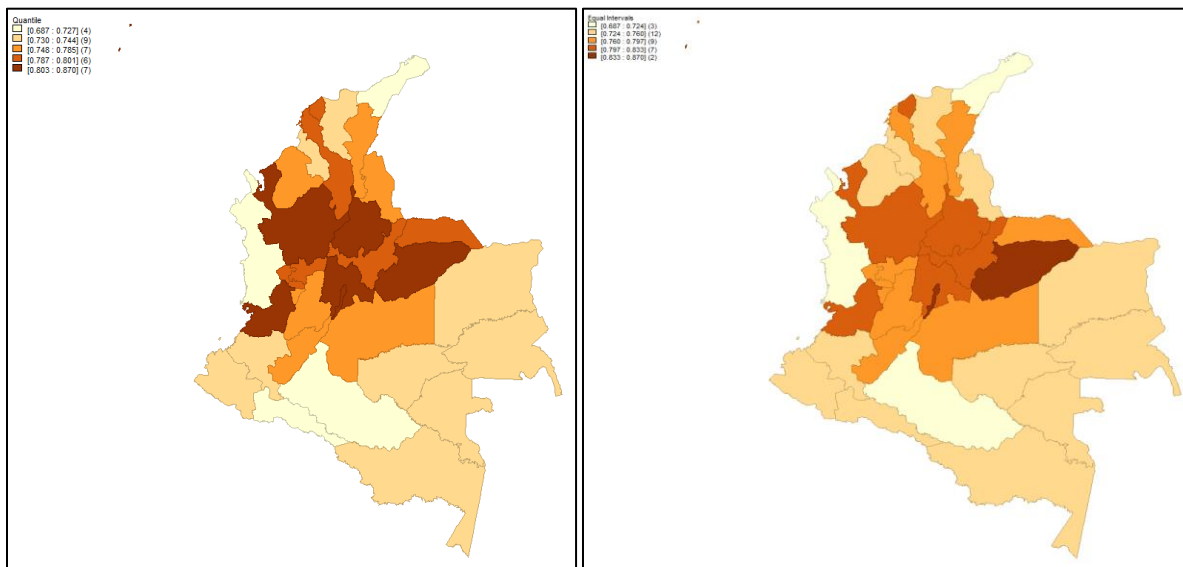 Quantile
[0.687 : 0.727] (4)
[0.730 : 0.744] (9)
[0.748 : 0.785] (7)
[0.787 : 0.801] (6)
[0.803 : 0.870] (7)
Equal Intervals
[0.687 : 0.724] (3)
[0.724 : 0.760] (12)
[0.760 : 0.797] (9)
[0.797 : 0.833] (7)
[0.833 : 0.870] (2)